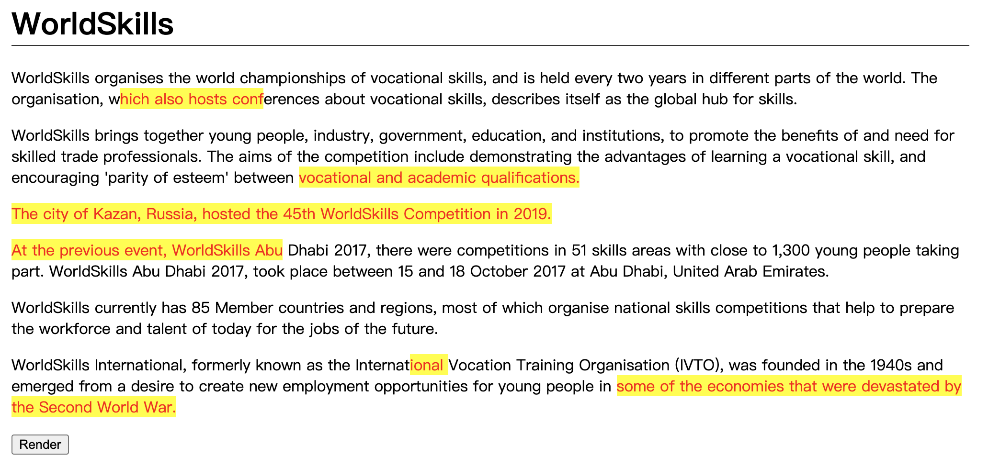 WorldSkills
WorldSkills organises the world championships of vocational skills, and is held every two years in different parts of the world. The
organisation, which also hosts conferences about vocational skills, describes itself as the global hub for skills.
WorldSkills brings together young people, industry, government, education, and institutions, to promote the benefits of and need for
skilled trade professionals. The aims of the competition include demonstrating the advantages of learning a vocational skill, and
encouraging 'parity of esteem' between vocational and academic qualifications.
The city of Kazan, Russia, hosted the 45th WorldSkills Competition in 2019.
At the previous event, WorldSkills Abu Dhabi 2017, there were competitions in 51 skills areas with close to 1,300 young people taking
part. WorldSkills Abu Dhabi 2017, took place between 15 and 18 October 2017 at Abu Dhabi, United Arab Emirates.
WorldSkills currently has 85 Member countries and regions, most of which organise national skills competitions that help to prepare
the workforce and talent of today for the jobs of the future.
WorldSkills International, formerly known as the International Vocation Training Organisation (IVTO), was founded in the 1940s and
emerged from a desire to create new employment opportunities for young people in some of the economies that were devastated by
the Second World War.
Render